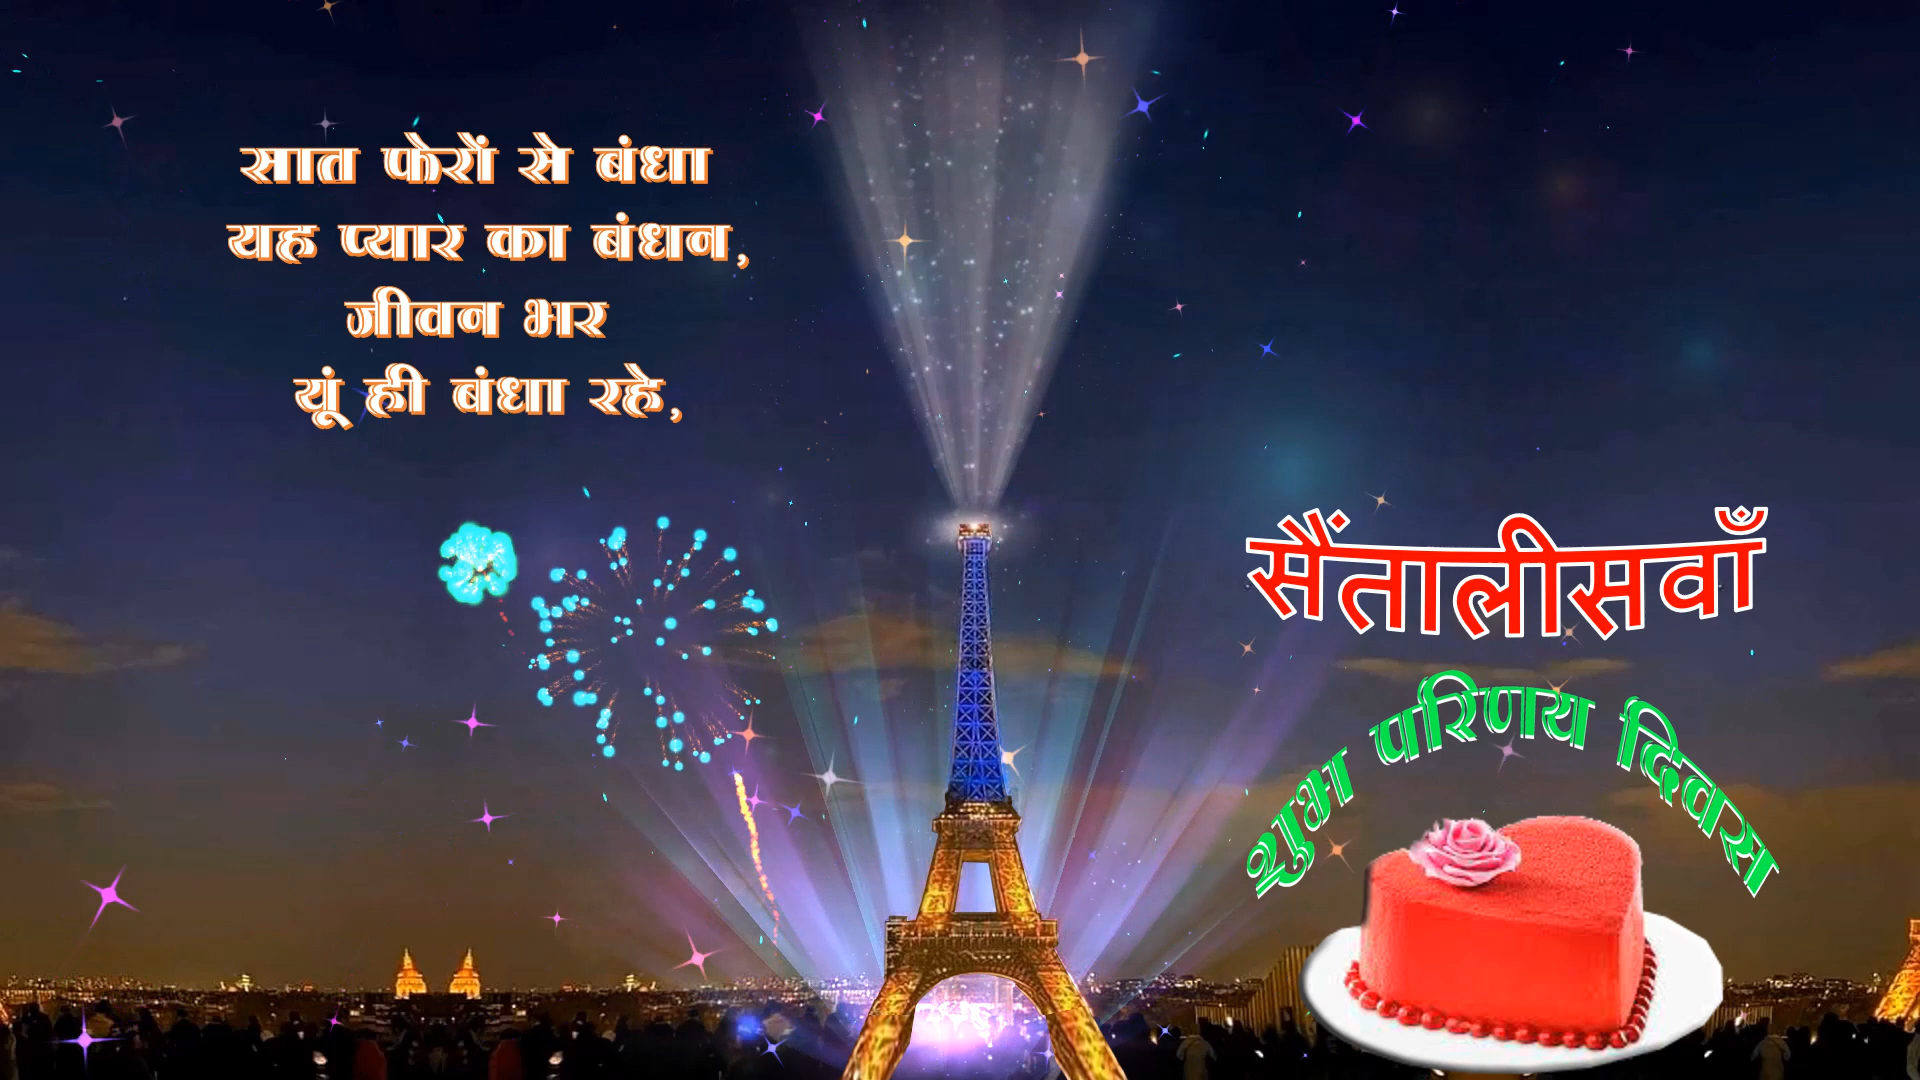 सात फेरों से बंधा
यह प्यार का बंधन,
जीवन भर
यूं ही बंधा रहे,
सैंतालीसवाँ
शुभ परिणय दिवस